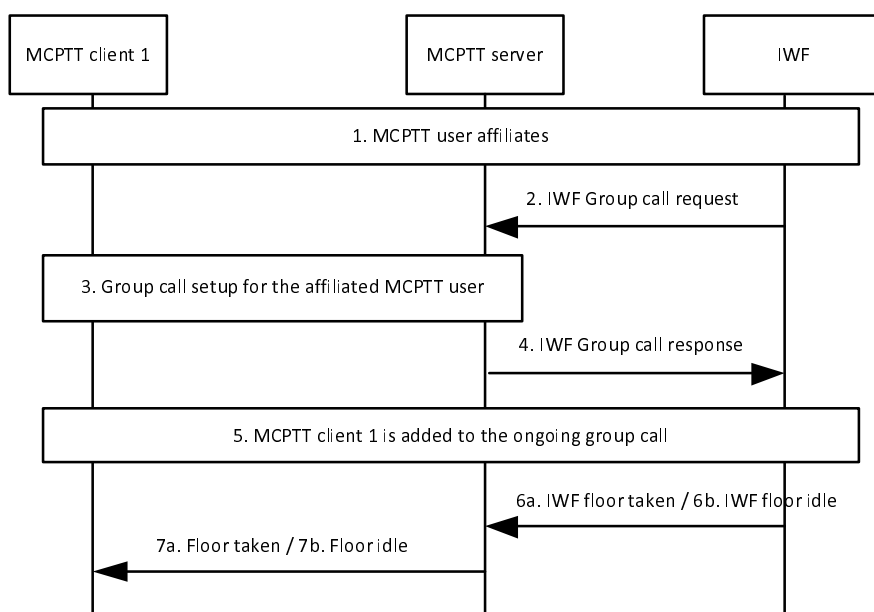 MCPTT client 1
MCPTT server
IWF
1. MCPTT user affiliates
2. IWF Group call request
3. Group call setup for the affiliated MCPTT user
4. IWF Group call response
5. MCPTT client 1 is added to the ongoing group call
6a. IWF floor taken / 6b. IWF floor idle
7a. Floor taken / 7b. Floor idle